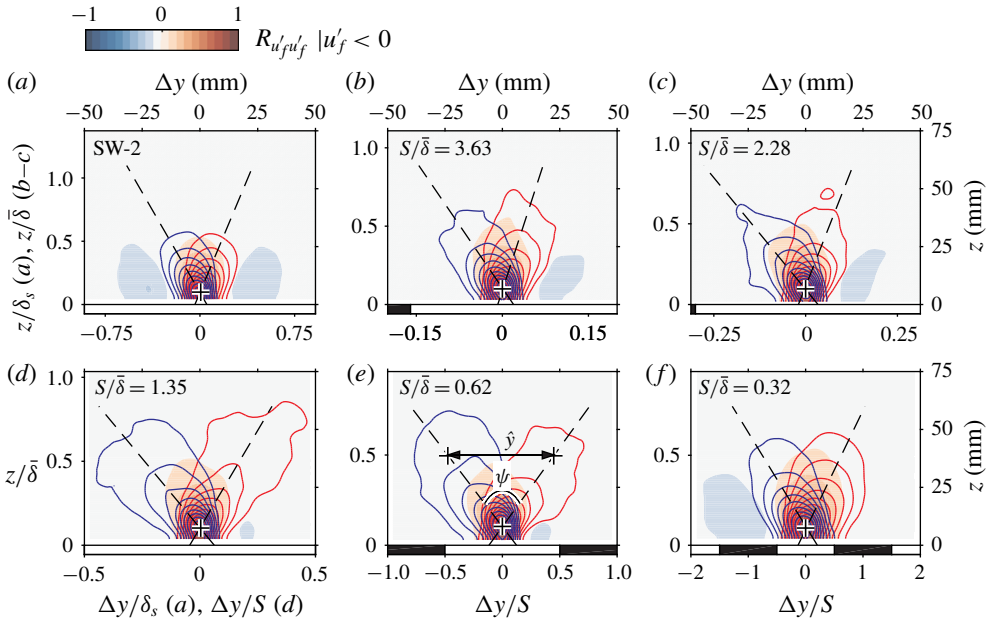 −1 0 1
R_{u′_f u′_f} |u′_f < 0
(a) Δy (mm) (b) Δy (mm) (c) Δy (mm)
−50 −25 0 25 50 −25 0 25 50 −50 −25 0 25 50
SW-2
S/δ̄ = 3.63
S/δ̄ = 2.28
z/δ_s (a), z/δ̄ (b–c)
1.0 0.5 0
1.0 0.5 0
1.0 0.5 0
75 50 25 0
z (mm)
−0.75 0 0.75
−0.15 0 0.15
−0.25 0 0.25
(d) (e) (f)
S/δ̄ = 1.35
S/δ̄ = 0.62
S/δ̄ = 0.32
ŷ
ψ
z/δ̄
1.0 0.5 0
1.0 0.5 0
1.0 0.5 0
75 50 25 0
z (mm)
−0.5 0 0.5
−1.0 −0.5 0 0.5 1.0
−2 −1 0 1 2
Δy/δ_s (a), Δy/S (d)
Δy/S
Δy/S